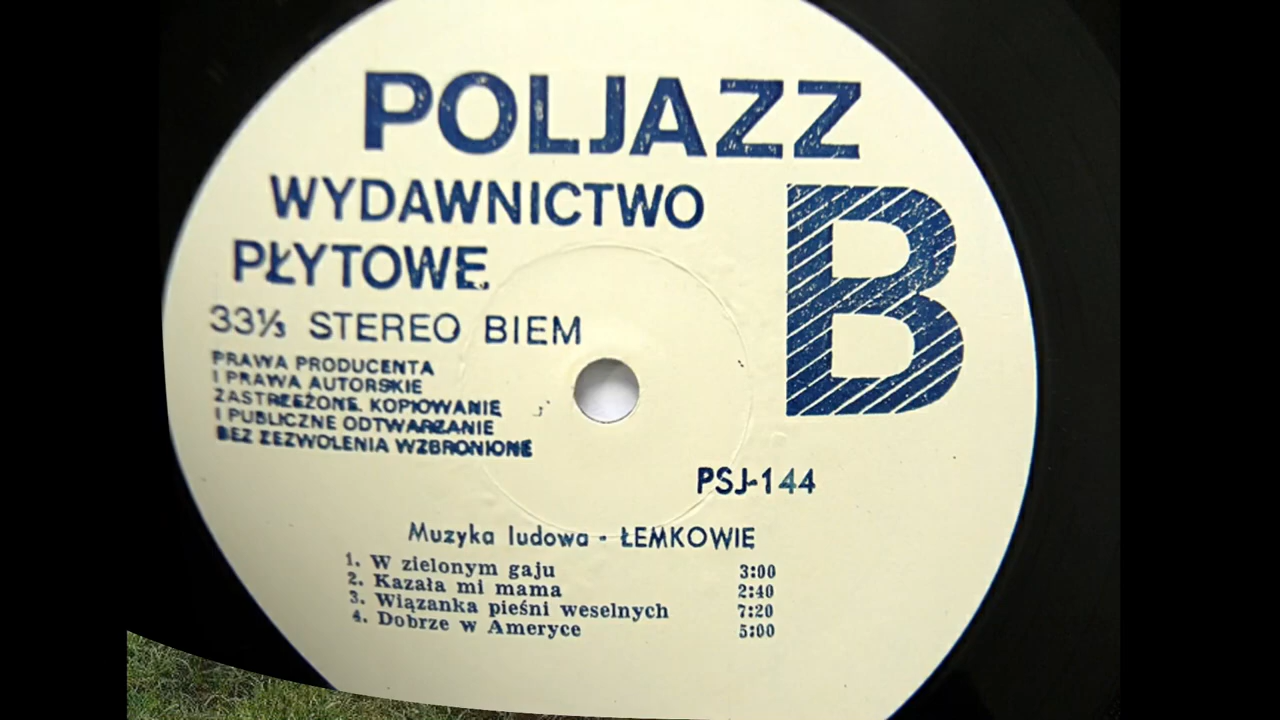 POLJAZZ
WYDAWNICTWO
PŁYTOWE
B
33⅓ STEREO BIEM
PRAWA PRODUCENTA
I PRAWA AUTORSKIE
ZASTRZEŻONE. KOPIOWANIE
I PUBLICZNE ODTWARZANIE
BEZ ZEZWOLENIA WZBRONIONE
PSJ-144
Muzyka ludowa - ŁEMKOWIE
1. W zielonym gaju 3:00
2. Kazała mi mama 2:40
3. Wiązanka pieśni weselnych 7:20
4. Dobrze w Ameryce 5:00